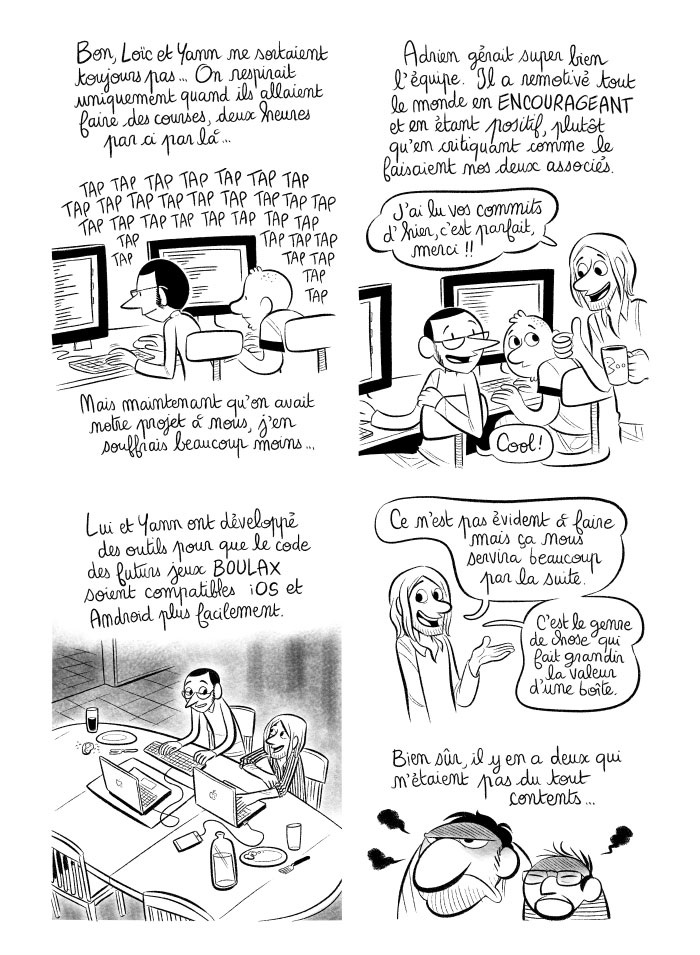 Bon, Loïc et Yann ne sortaient
toujours pas... On respirait
uniquement quand ils allaient
faire des courses, deux heures
par ci par là...
TAP TAP TAP TAP TAP TAP TAP
TAP TAP TAP TAP TAP TAP TAP TAP TAP
TAP TAP TAP TAP TAP TAP TAP TAP
TAP TAP TAP TAP
TAP TAP TAP
TAP
TAP
Mais maintenant qu'on avait
notre projet à nous, j'en
souffrais beaucoup moins...
Adrien gérait super bien
l'équipe. Il a remotivé tout
le monde en ENCOURAGEANT
et en étant positif, plutôt
qu'en critiquant comme le
faisaient nos deux associés.
J'ai lu vos commits
d'hier, c'est parfait,
merci !!
Cool !
Lui et Yann ont développé
des outils pour que le code
des futurs jeux BOULAX
soient compatibles iOS et
Android plus facilement.
Ce n'est pas évident à faire
mais ça nous
servira beaucoup
par la suite.
C'est le genre
de chose qui
fait grandir
la valeur
d'une boîte.
Bien sûr, il y en a deux qui
n'étaient pas du tout
contents...